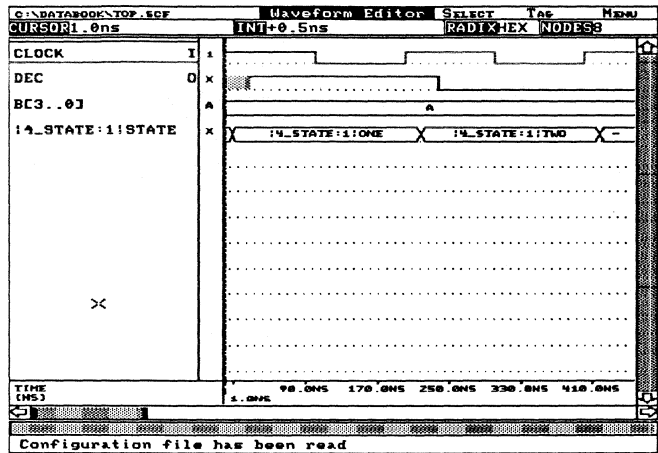 C:\DATABOOK\TOP.SCF Waveform Editor SELECT TAG MENU
CURSOR 1.0ns INT+0.5ns RADIX HEX NODES 8
CLOCK I 1
DEC O X
B[3..0] A A
|4_STATE:1|STATE X |4_STATE:1|ONE |4_STATE:1|TWO -
TIME 90.0NS 170.0NS 250.0NS 330.0NS 410.0NS
(NS) 1.0NS
Configuration file has been read